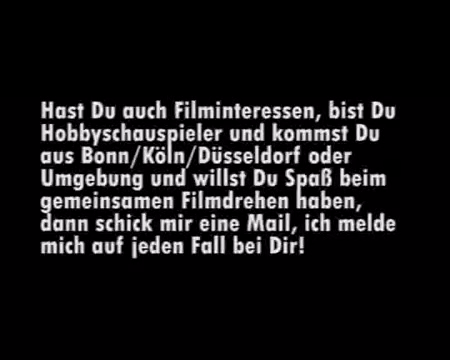 Hast Du auch Filminteressen, bist Du
Hobbyschauspieler und kommst Du
aus Bonn/Köln/Düsseldorf oder
Umgebung und willst Du Spaß beim
gemeinsamen Filmdrehen haben,
dann schick mir eine Mail, ich melde
mich auf jeden Fall bei Dir!